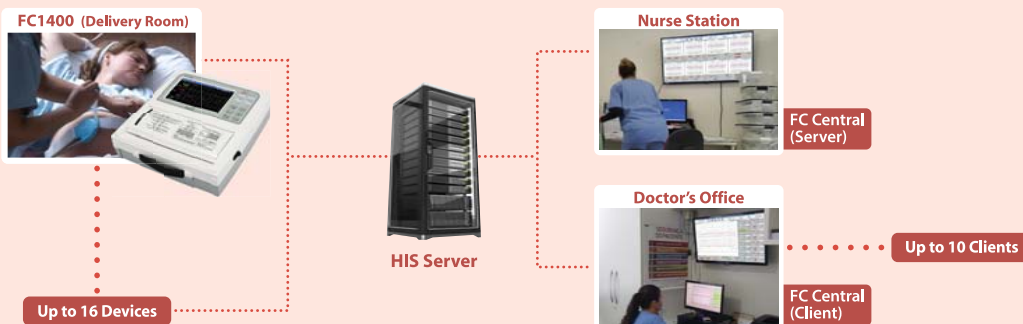 FC1400 (Delivery Room)
Up to 16 Devices
HIS Server
Nurse Station
FC Central
(Server)
Doctor's Office
Up to 10 Clients
FC Central
(Client)